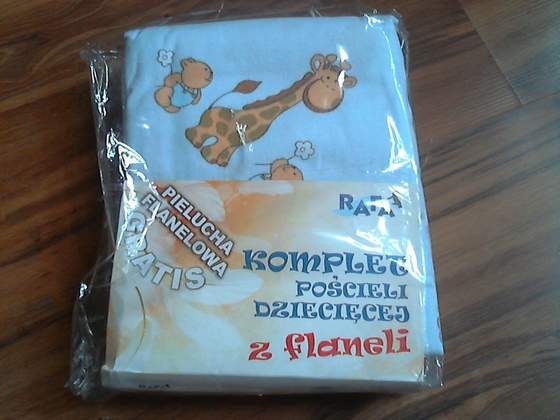 RAFA
PIELUCHA
FLANELOWA
GRATIS
KOMPLET
POŚCIELI
DZIECIĘCEJ
z flaneli